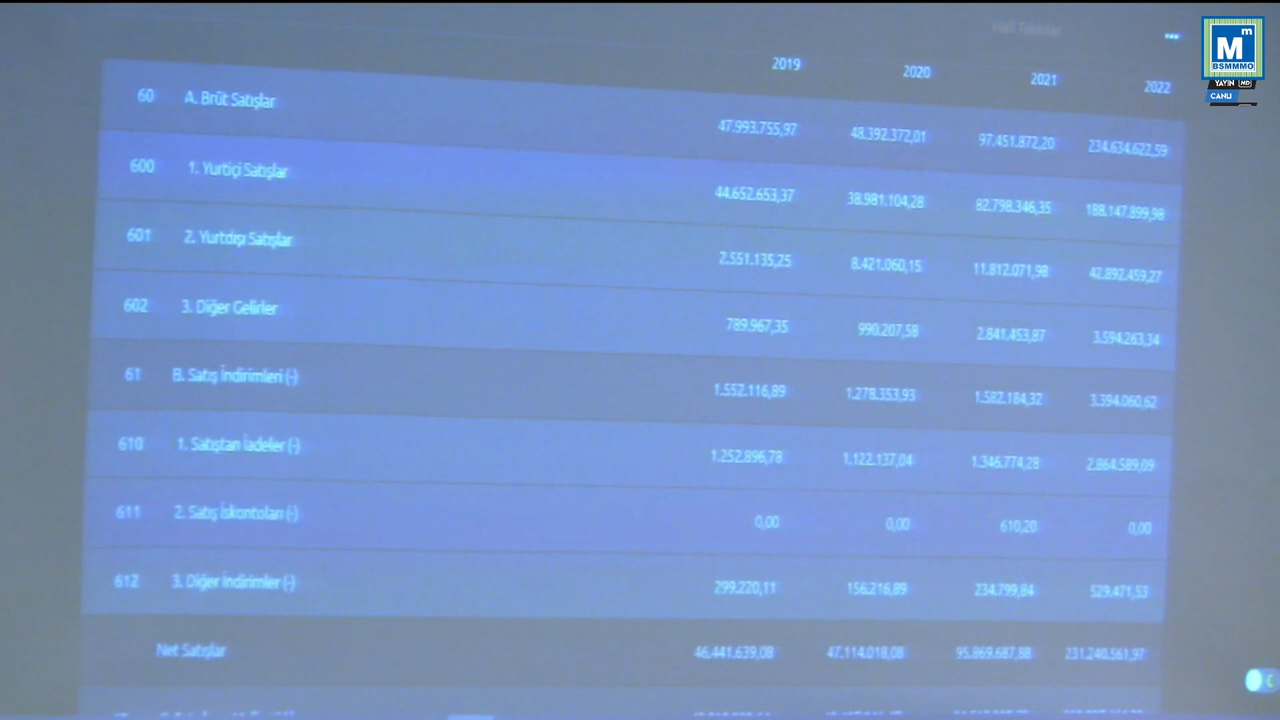 Mm
BSMMMO
YAYIN HD
CANLI
2019 2020 2021 2022
60 A. Brüt Satışlar 47.993.755,97 48.392.372,01 97.451.872,20 234.634.622,59
600 1. Yurtiçi Satışlar 44.652.653,37 38.981.104,28 82.798.346,35 188.147.899,98
601 2. Yurtdışı Satışlar 2.551.135,25 8.421.060,15 11.812.071,98 42.892.459,27
602 3. Diğer Gelirler 789.967,35 990.207,58 2.841.453,87 3.594.263,34
61 B. Satış İndirimleri (-) 1.552.116,89 1.278.353,93 1.582.184,32 3.394.060,62
610 1. Satıştan İadeler (-) 1.252.896,78 1.122.137,04 1.346.774,28 2.864.589,09
611 2. Satış İskontoları (-) 0,00 0,00 610,20 0,00
612 3. Diğer İndirimler (-) 299.220,11 156.216,89 234.799,84 529.471,53
Net Satışlar 46.441.639,08 47.114.018,08 95.869.687,88 231.240.561,97